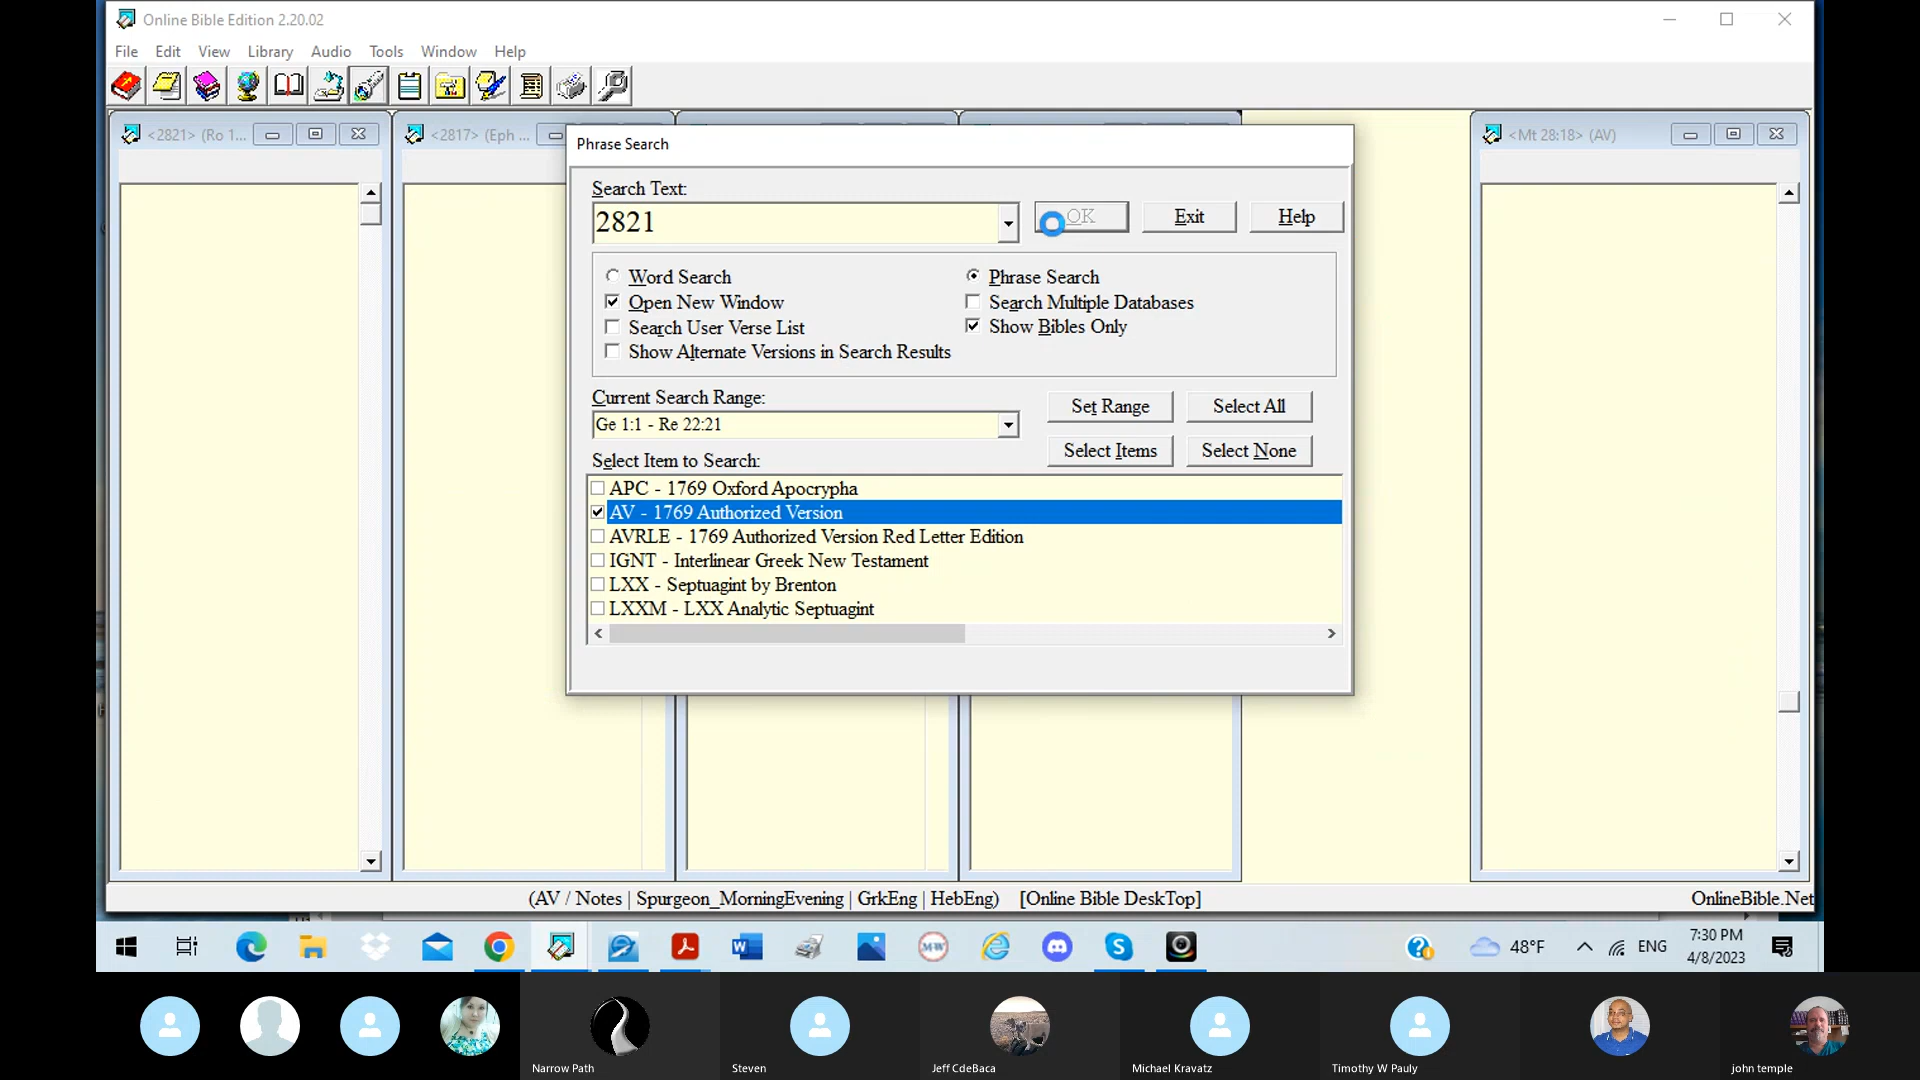 Online Bible Edition 2.20.02
File Edit View Library Audio Tools Window Help
<2821> (Ro 1...
<2817> (Eph ...
<Mt 28:18> (AV)
Phrase Search
Search Text:
2821
OK Exit Help
Word Search Phrase Search
Open New Window Search Multiple Databases
Search User Verse List Show Bibles Only
Show Alternate Versions in Search Results
Current Search Range:
Ge 1:1 - Re 22:21
Set Range Select All
Select Items Select None
Select Item to Search:
APC - 1769 Oxford Apocrypha
AV - 1769 Authorized Version
AVRLE - 1769 Authorized Version Red Letter Edition
IGNT - Interlinear Greek New Testament
LXX - Septuagint by Brenton
LXXM - LXX Analytic Septuagint
(AV / Notes | Spurgeon_MorningEvening | GrkEng | HebEng) [Online Bible DeskTop] OnlineBible.Net
M-W
48°F ENG 7:30 PM
4/8/2023
Narrow Path Steven Jeff CdeBaca Michael Kravatz Timothy W Pauly john temple